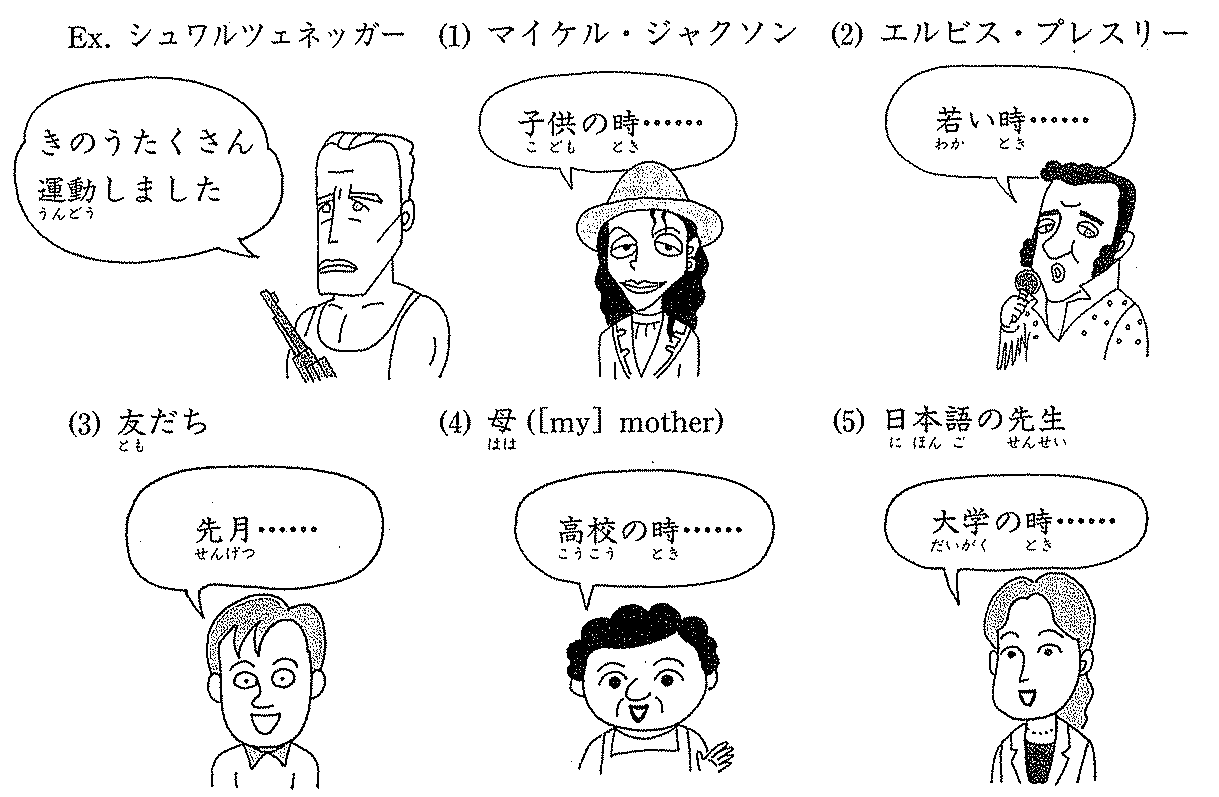 Ex. シュワルツェネッガー
きのうたくさん
運動しました
うんどう
(1) マイケル・ジャクソン
子供の時……
こども とき
(2) エルビス・プレスリー
若い時……
わか とき
(3) 友だち
とも
先月……
せんげつ
(4) 母 ([my] mother)
はは
高校の時……
こうこう とき
(5) 日本語の先生
に ほん ご せんせい
大学の時……
だいがく とき